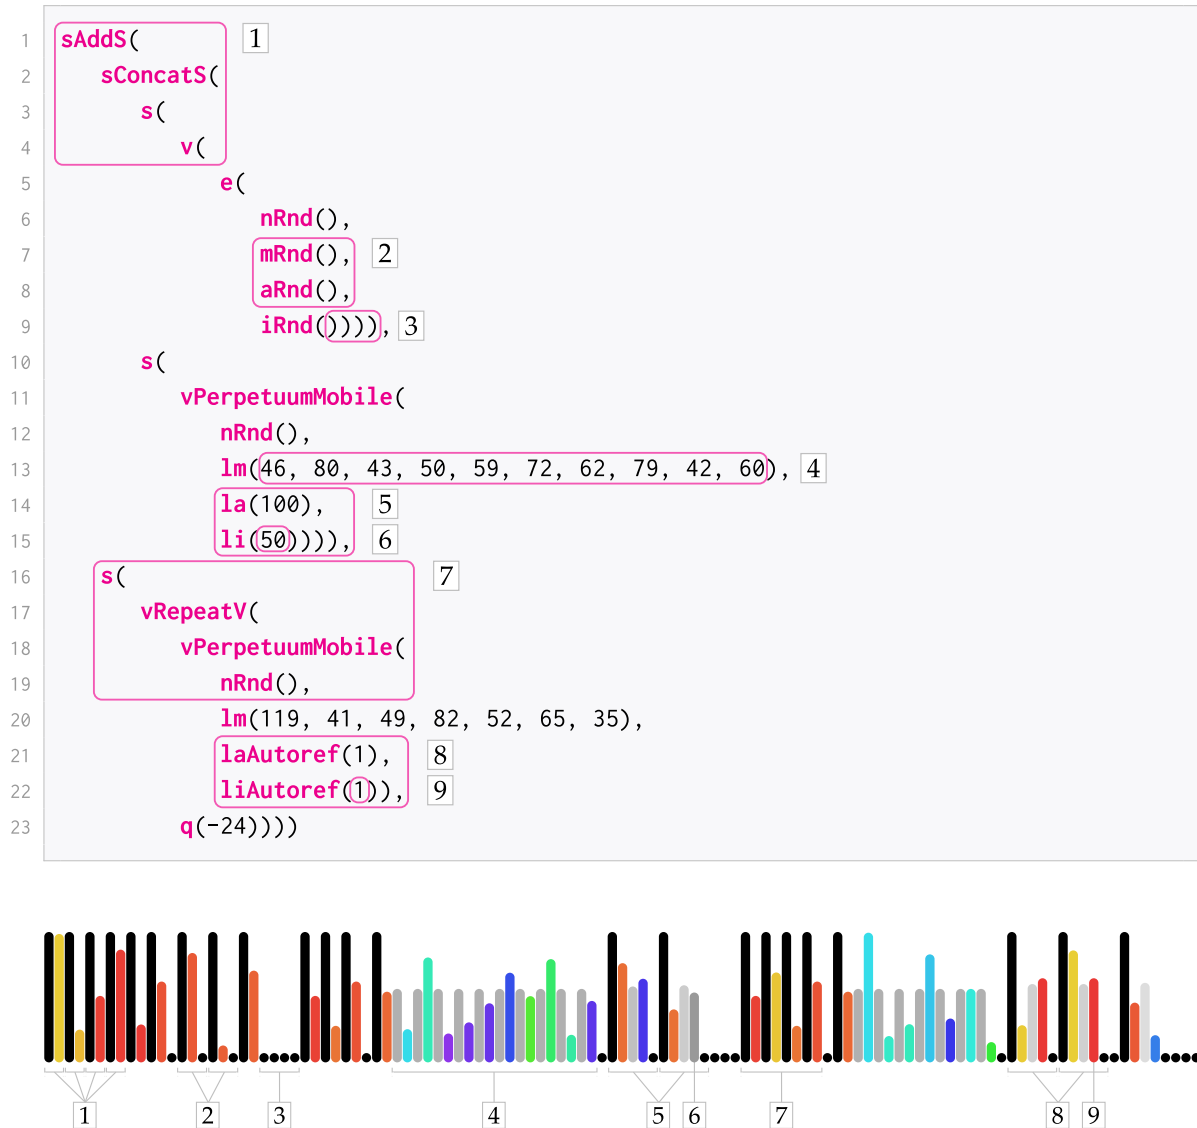 1 sAddS( 1
2 sConcatS(
3 s(
4 v(
5 e(
6 nRnd(),
7 mRnd(), 2
8 aRnd(),
9 iRnd()))), 3
10 s(
11 vPerpetuumMobile(
12 nRnd(),
13 lm(46, 80, 43, 50, 59, 72, 62, 79, 42, 60), 4
14 la(100), 5
15 li(50)))), 6
16 s( 7
17 vRepeatV(
18 vPerpetuumMobile(
19 nRnd(),
20 lm(119, 41, 49, 82, 52, 65, 35),
21 laAutoref(1), 8
22 liAutoref(1)), 9
23 q(-24))))
1 2 3 4 5 6 7 8 9